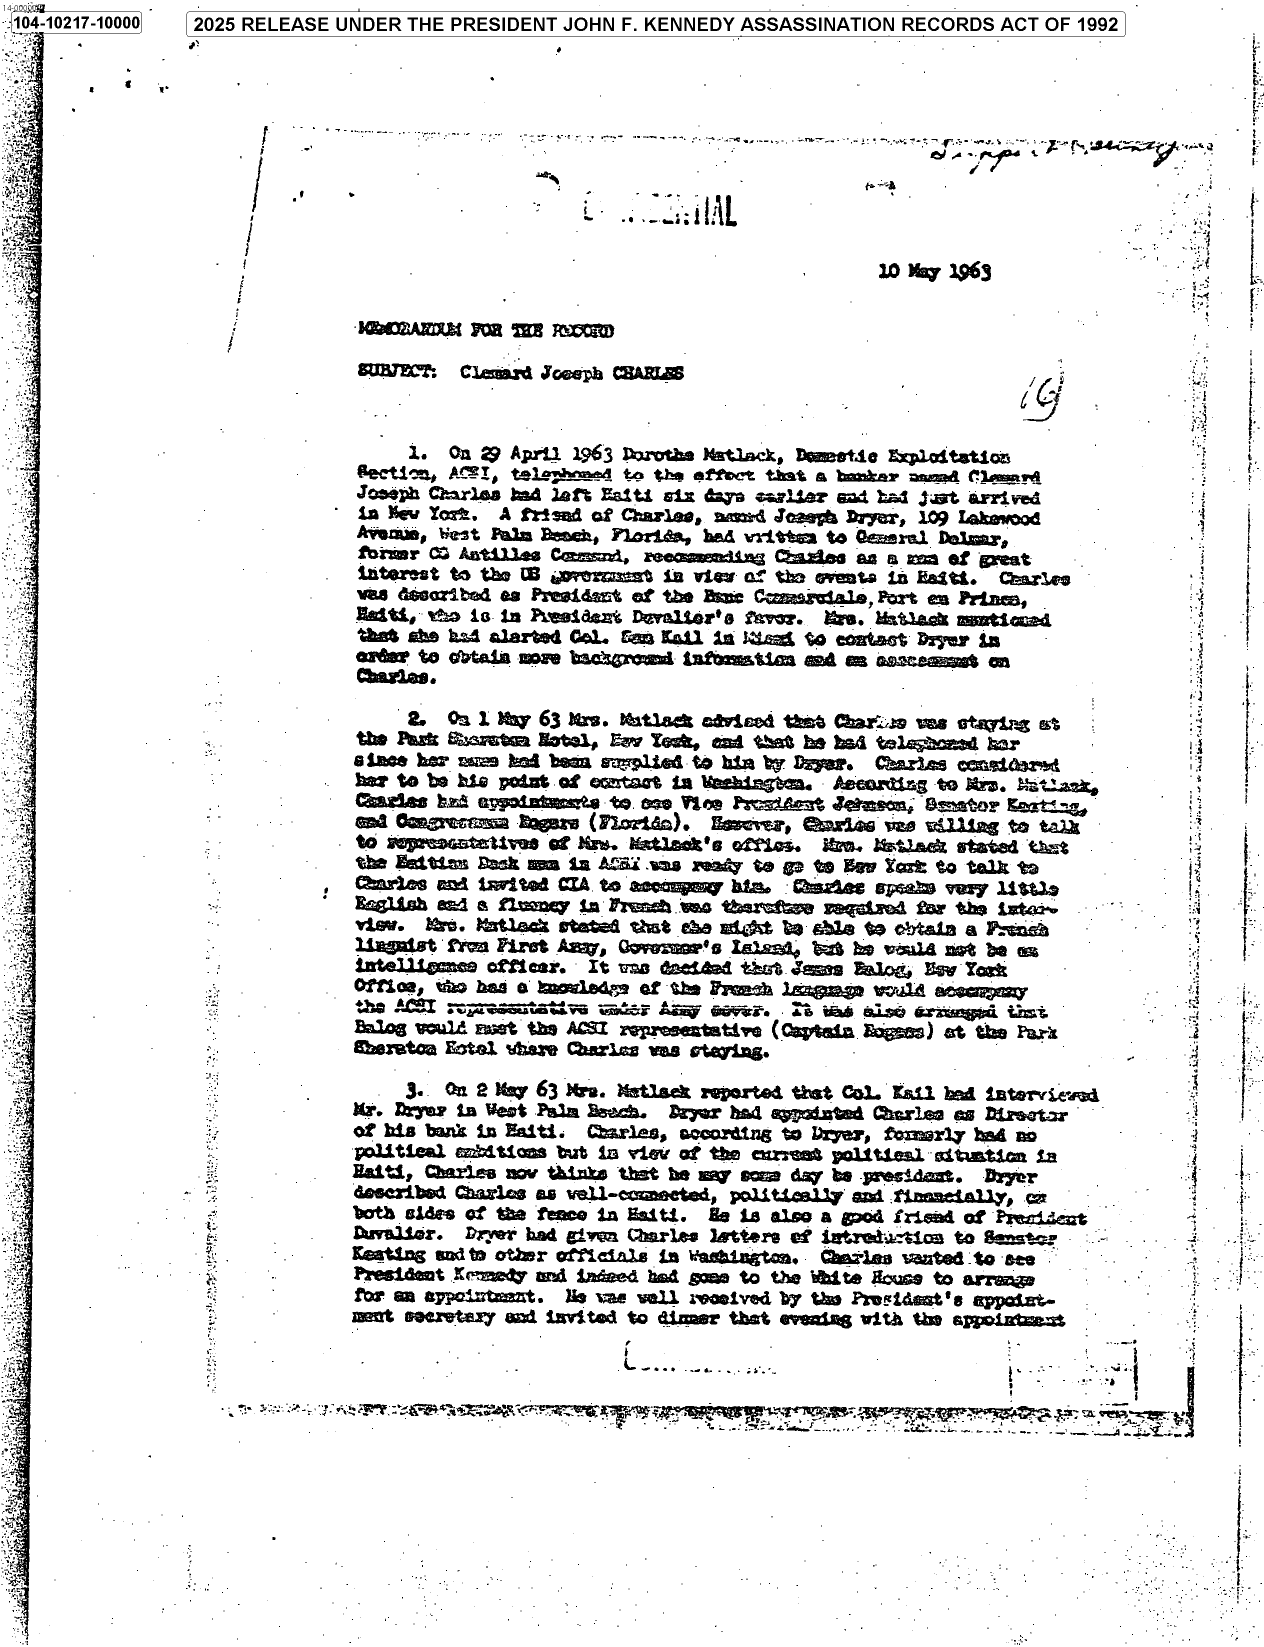 104-10217-10000
2025 RELEASE UNDER THE PRESIDENT JOHN F. KENNEDY ASSASSINATION RECORDS ACT OF 1992
10 May 1963
MEMORANDUM FOR THE RECORD
SUBJECT: Clemard Joseph CHARLES
1. On 29 April 1963 Dorothe Matlack, Domestic Exploitation
Section, ACSI, telephoned to the effect that a banker named Clemard
Joseph Charles had left Haiti six days earlier and had just arrived
in New York. A friend of Charles, named Joseph Dryer, 109 Lakewood
Avenue, West Palm Beach, Florida, had written to General Delmar,
former CG Antilles Command, recommending Charles as a man of great
interest to the US government in view of the events in Haiti. Charles
was described as President of the Banc Commerciale, Port en Prince,
Haiti, who is in President Duvalier's favor. Mrs. Matlack mentioned
that she had alerted Col. Sam Kail in Miami to contact Dryer in
order to obtain more background information and an assessment on
Charles.
2. On 1 May 63 Mrs. Matlack advised that Charles was staying at
the Park Sheraton Hotel, New York, and that he had telephoned her
since her name had been supplied to him by Dryer. Charles considered
her to be his point of contact in Washington. According to Mrs. Matlack,
Charles had appointments to see Vice President Johnson, Senator Keating,
and Congressman Rogers (Florida). However, Charles was willing to talk
to representatives of Mrs. Matlack's office. Mrs. Matlack stated that
the Haitian Desk man in ACSI was ready to go to New York to talk to
Charles and invited CIA to accompany him. Charles speaks very little
English and a fluency in French was therefore required for the inter-
view. Mrs. Matlack stated that she might be able to obtain a French
linguist from First Army, Governor's Island, but he would not be an
intelligence officer. It was decided that James Balog, New York
Office, who has a knowledge of the French language would accompany
the ACSI representative under Army cover. It was also arranged that
Balog would meet the ACSI representative (Captain Rogers) at the Park
Sheraton Hotel where Charles was staying.
3. On 2 May 63 Mrs. Matlack reported that Col. Kail had interviewed
Mr. Dryer in West Palm Beach. Dryer had appointed Charles as Director
of his bank in Haiti. Charles, according to Dryer, formerly had no
political ambitions but in view of the current political situation in
Haiti, Charles now thinks that he may some day be president. Dryer
described Charles as well-connected, politically and financially, on
both sides of the fence in Haiti. He is also a good friend of President
Duvalier. Dryer had given Charles letters of introduction to Senator
Keating and to other officials in Washington. Charles wanted to see
President Kennedy and indeed had gone to the White House to arrange
for an appointment. He was well received by the President's appoint-
ment secretary and invited to dinner that evening with the appointment